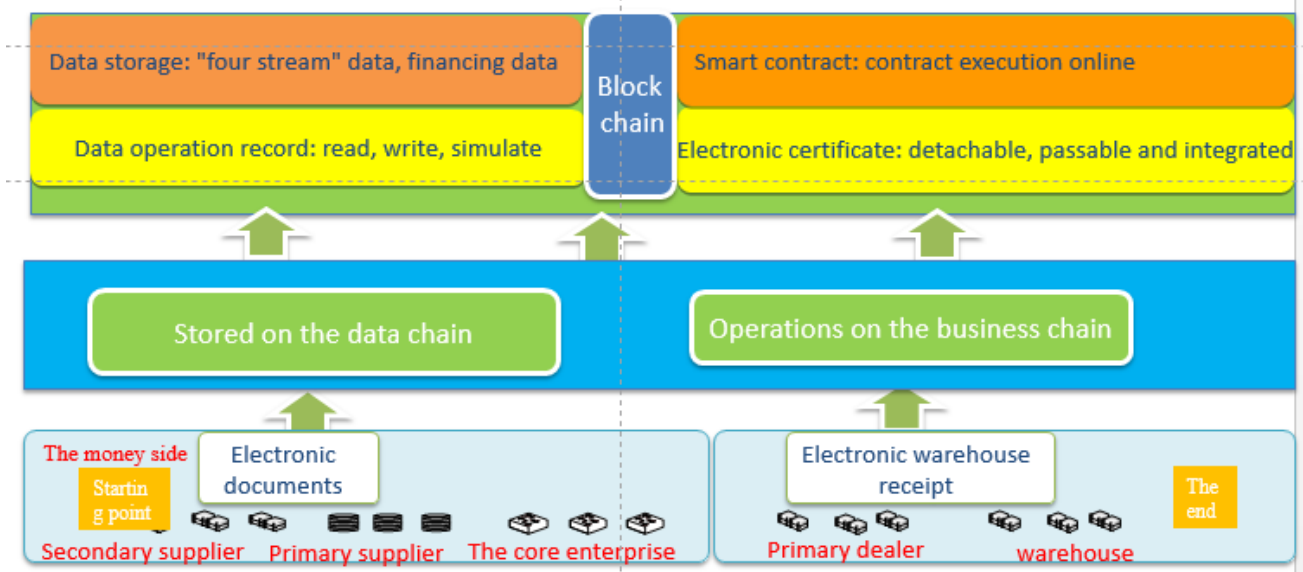 Data storage: "four stream" data, financing data
Data operation record: read, write, simulate
Block
chain
Smart contract: contract execution online
Electronic certificate: detachable, passable and integrated
Stored on the data chain
Operations on the business chain
The money side
Startin
g point
Electronic
documents
Secondary supplier
Primary supplier
The core enterprise
Electronic warehouse
receipt
The
end
Primary dealer
warehouse